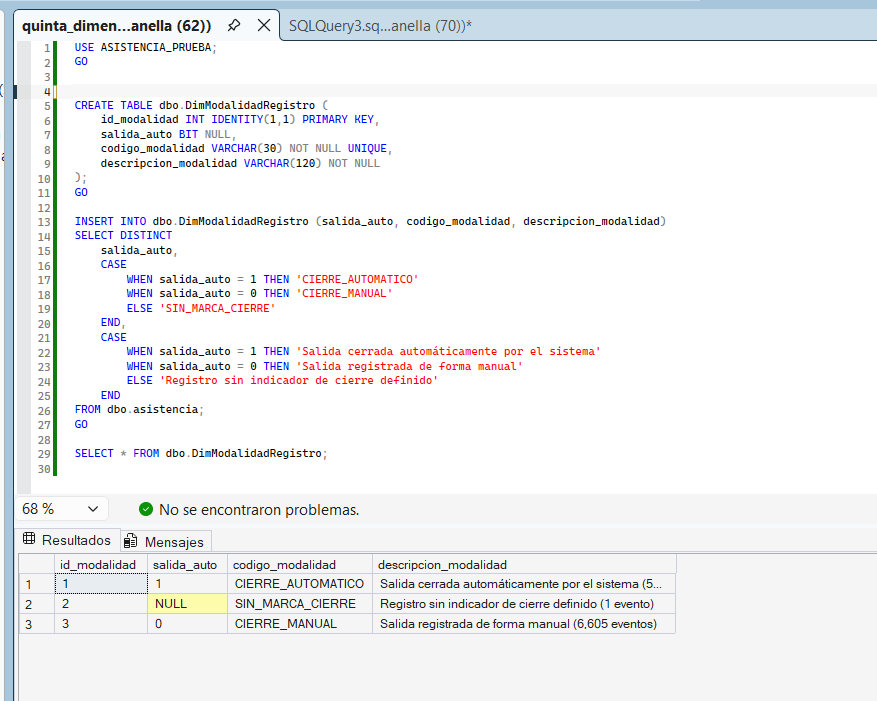 quinta_dimen...anella (62))
SQLQuery3.sq...anella (70))*
1 USE ASISTENCIA_PRUEBA;
2 GO
3
4
5 CREATE TABLE dbo.DimModalidadRegistro (
6 id_modalidad INT IDENTITY(1,1) PRIMARY KEY,
7 salida_auto BIT NULL,
8 codigo_modalidad VARCHAR(30) NOT NULL UNIQUE,
9 descripcion_modalidad VARCHAR(120) NOT NULL
10 );
11 GO
12
13 INSERT INTO dbo.DimModalidadRegistro (salida_auto, codigo_modalidad, descripcion_modalidad)
14 SELECT DISTINCT
15 salida_auto,
16 CASE
17 WHEN salida_auto = 1 THEN 'CIERRE_AUTOMATICO'
18 WHEN salida_auto = 0 THEN 'CIERRE_MANUAL'
19 ELSE 'SIN_MARCA_CIERRE'
20 END,
21 CASE
22 WHEN salida_auto = 1 THEN 'Salida cerrada automáticamente por el sistema'
23 WHEN salida_auto = 0 THEN 'Salida registrada de forma manual'
24 ELSE 'Registro sin indicador de cierre definido'
25 END
26 FROM dbo.asistencia;
27 GO
28
29 SELECT * FROM dbo.DimModalidadRegistro;
30
68 %
No se encontraron problemas.
Resultados
Mensajes
id_modalidad salida_auto codigo_modalidad descripcion_modalidad
1 1 1 CIERRE_AUTOMATICO Salida cerrada automáticamente por el sistema (5...
2 2 NULL SIN_MARCA_CIERRE Registro sin indicador de cierre definido (1 evento)
3 3 0 CIERRE_MANUAL Salida registrada de forma manual (6,605 eventos)